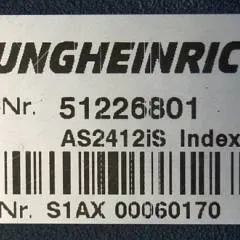 UNGHEINRIC
-Nr. 51226801
AS2412iS Index
Nr. S1AX 00060170